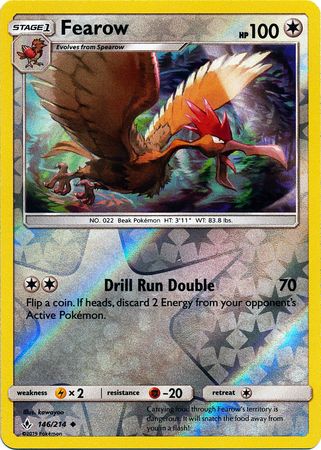 STAGE 1
Fearow
HP 100
Evolves from Spearow
NO. 022 Beak Pokémon HT: 3'11" WT: 83.8 lbs.
Drill Run Double 70
Flip a coin. If heads, discard 2 Energy from your opponent's
Active Pokémon.
weakness ×2 resistance -20 retreat
Illus. kawayoo
146/214
©2019 Pokémon
Carrying food through Fearow's territory is
dangerous. It will snatch the food away from
you in a flash!